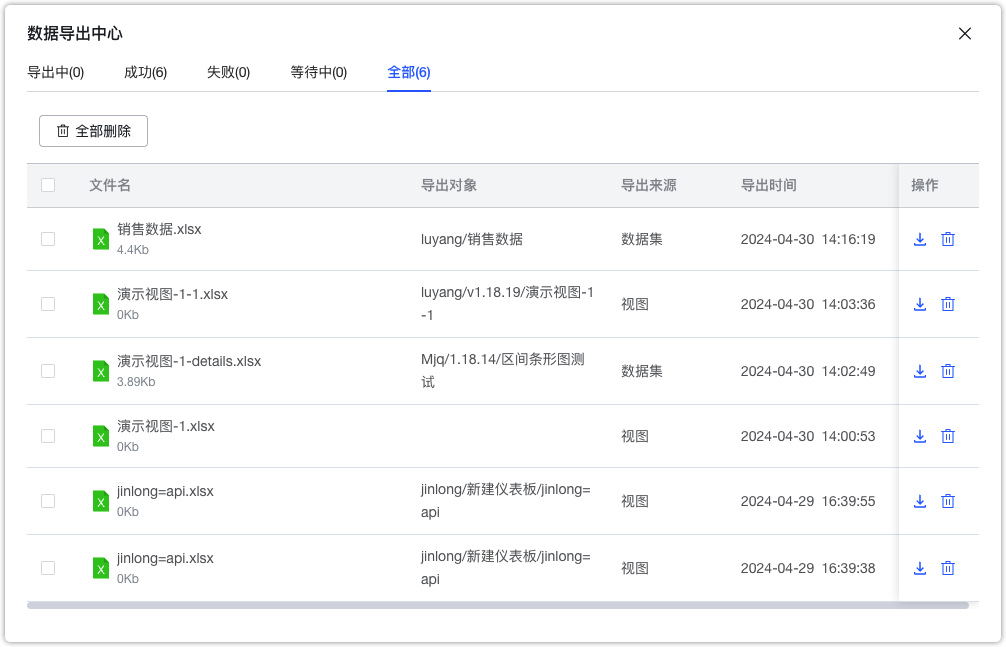 数据导出中心
导出中(0) 成功(6) 失败(0) 等待中(0) 全部(6)
全部删除
文件名 导出对象 导出来源 导出时间 操作
销售数据.xlsx
4.4Kb
luyang/销售数据 数据集 2024-04-30 14:16:19
演示视图-1-1.xlsx
0Kb
luyang/v1.18.19/演示视图-1
-1
视图 2024-04-30 14:03:36
演示视图-1-details.xlsx
3.89Kb
Mjq/1.18.14/区间条形图测
试
数据集 2024-04-30 14:02:49
演示视图-1.xlsx
0Kb
视图 2024-04-30 14:00:53
jinlong=api.xlsx
0Kb
jinlong/新建仪表板/jinlong=
api
视图 2024-04-29 16:39:55
jinlong=api.xlsx
0Kb
jinlong/新建仪表板/jinlong=
api
视图 2024-04-29 16:39:38